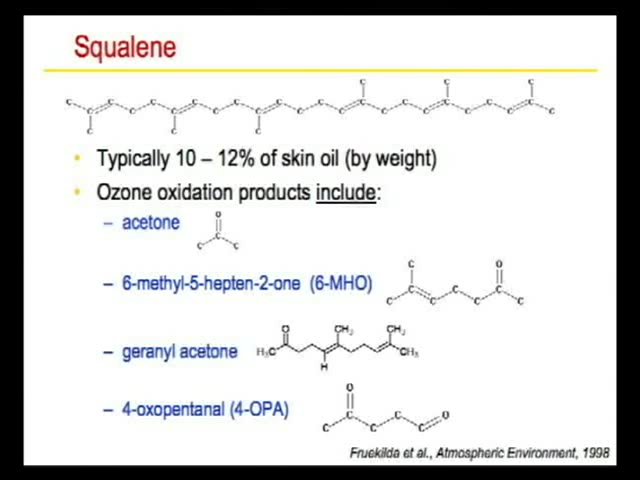 Squalene
• Typically 10 – 12% of skin oil (by weight)
• Ozone oxidation products include:
– acetone
– 6-methyl-5-hepten-2-one (6-MHO)
– geranyl acetone
– 4-oxopentanal (4-OPA)
Fruekilda et al., Atmospheric Environment, 1998